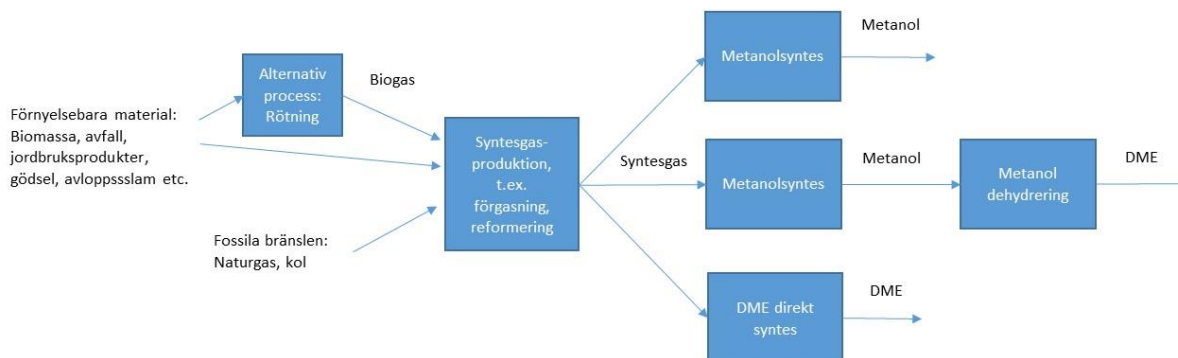 Förnyelsebara material:
Biomassa, avfall,
jordbruksprodukter,
gödsel, avloppssslam etc.
Alternativ
process:
Rötning
Biogas
Fossila bränslen:
Naturgas, kol
Syntesgas-
produktion,
t.ex.
förgasning,
reformering
Syntesgas
Metanolsyntes
Metanol
Metanolsyntes
Metanol
Metanol
dehydrering
DME
DME direkt
syntes
DME